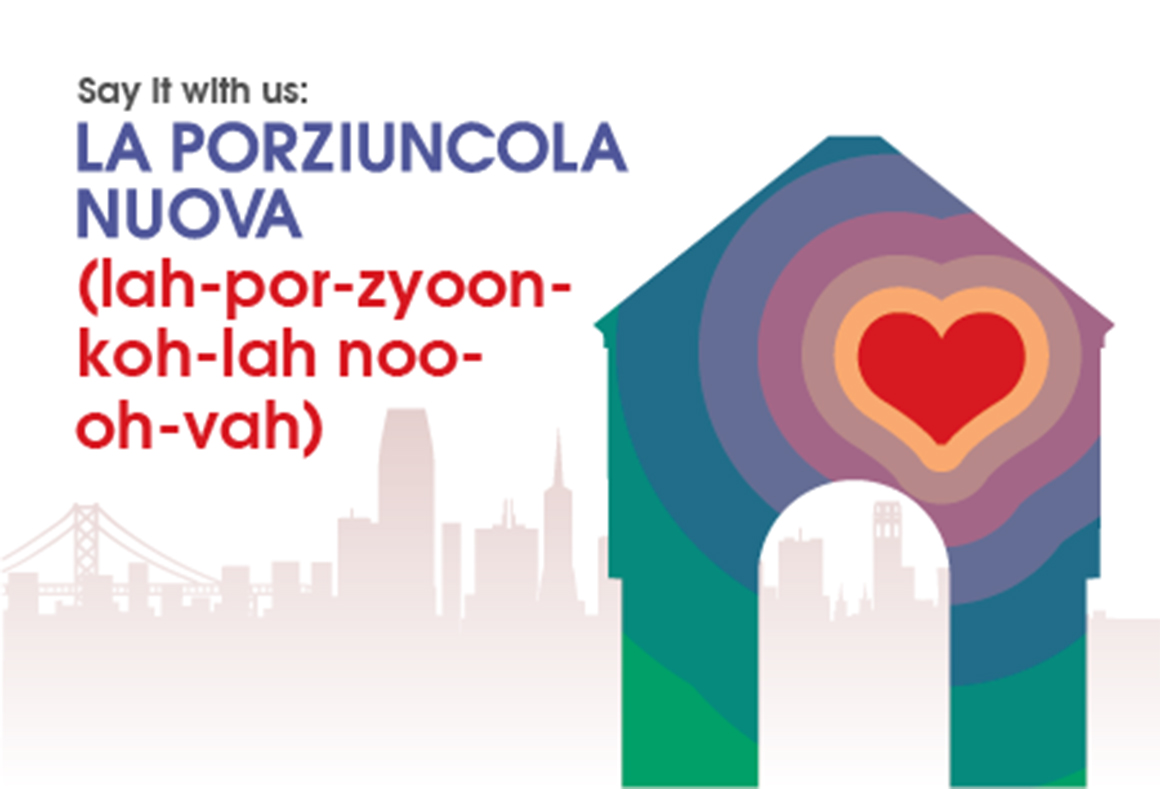 Say it with us:
LA PORZIUNCOLA
NUOVA
(lah-por-zyoon-
koh-lah noo-
oh-vah)